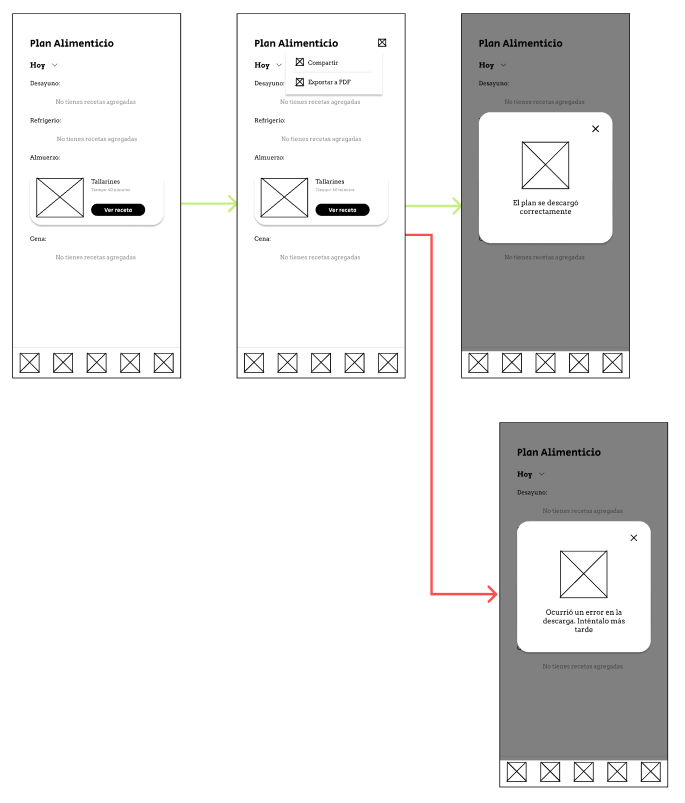 Plan Alimenticio
Hoy
Desayuno:
No tienes recetas agregadas
Refrigerio:
No tienes recetas agregadas
Almuerzo:
Tallarines
Tiempo: 60 minutos
Ver receta
Cena:
No tienes recetas agregadas
Plan Alimenticio
Compartir
Hoy
Exportar a PDF
Desayuno:
No tienes recetas agregadas
Refrigerio:
No tienes recetas agregadas
Almuerzo:
Tallarines
Tiempo: 60 minutos
Ver receta
Cena:
No tienes recetas agregadas
Plan Alimenticio
Hoy
Desayuno:
No tienes recetas agregadas
El plan se descargó
correctamente
No tienes recetas agregadas
Plan Alimenticio
Hoy
Desayuno:
No tienes recetas agregadas
Ocurrió un error en la
descarga. Inténtalo más
tarde
No tienes recetas agregadas